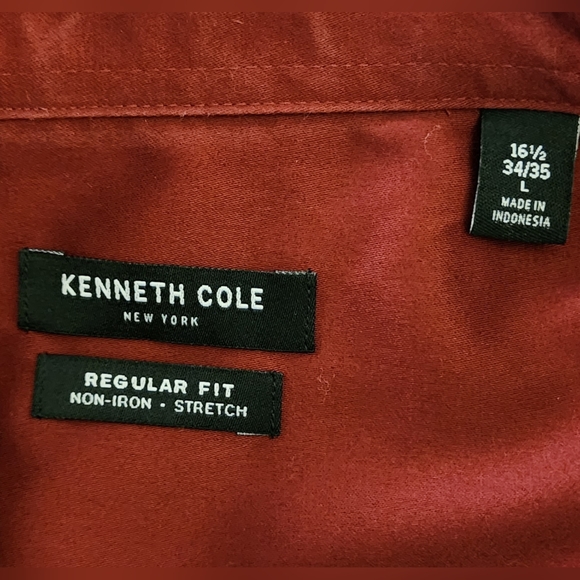 16½
34/35
L
MADE IN
INDONESIA
KENNETH COLE
NEW YORK
REGULAR FIT
NON-IRON • STRETCH